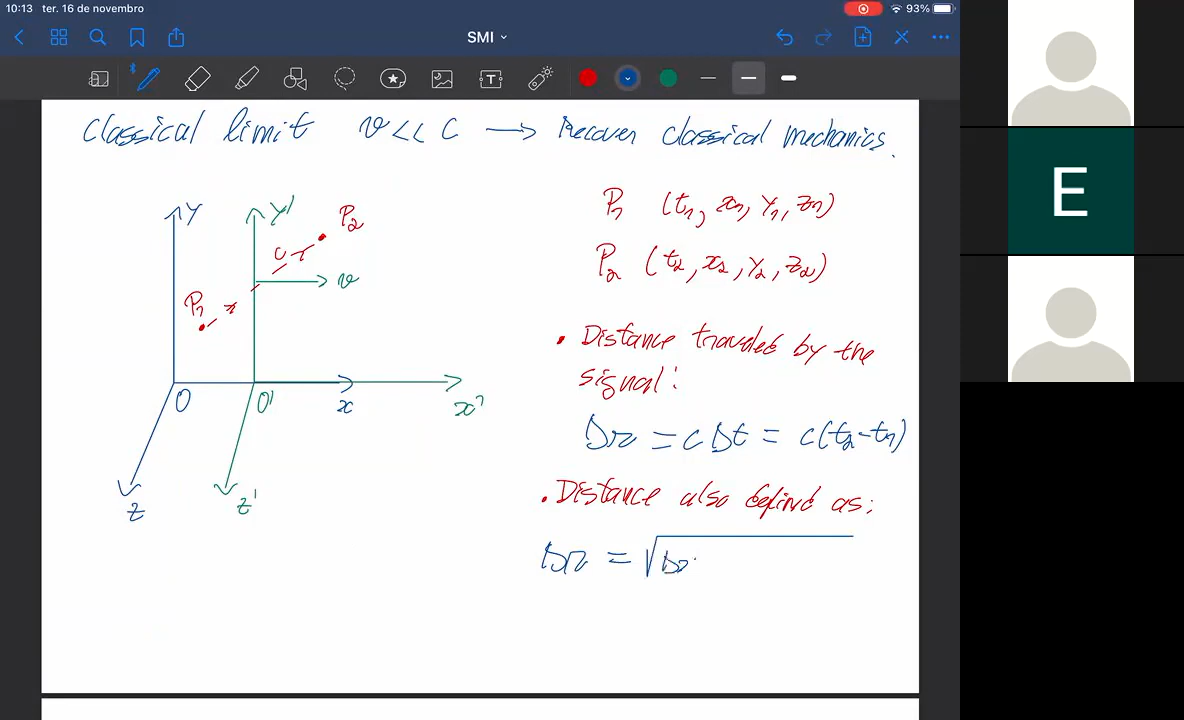 10:13 ter. 16 de novembro
93%
SMI
T
E
Classical limit v << c → Recover classical mechanics.
Y Y' P2
P1 (t1, x1, y1, z1)
P2 (t2, x2, y2, z2)
c
v
P1
• Distance traveled by the
signal:
O O' x x'
Δr = cΔt = c(t2-t1)
• Distance also defind as:
z z'
Δr = √Δx